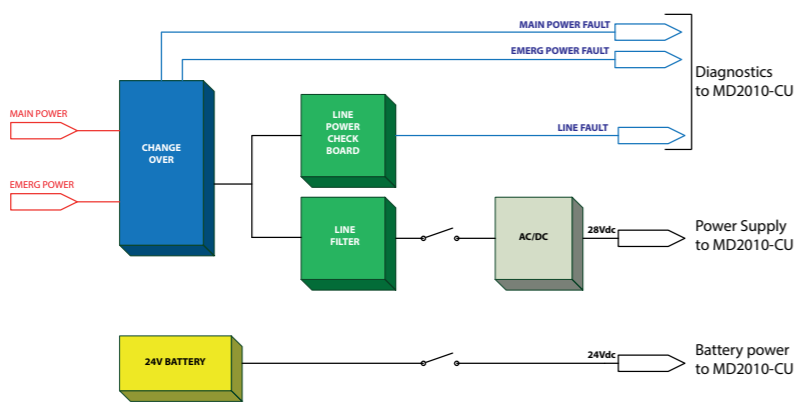 MAIN POWER FAULT
EMERG POWER FAULT
Diagnostics
to MD2010-CU
MAIN POWER
LINE
POWER
CHECK
BOARD
LINE FAULT
CHANGE
OVER
EMERG POWER
LINE
FILTER
AC/DC
28Vdc
Power Supply
to MD2010-CU
24V BATTERY
24Vdc
Battery power
to MD2010-CU